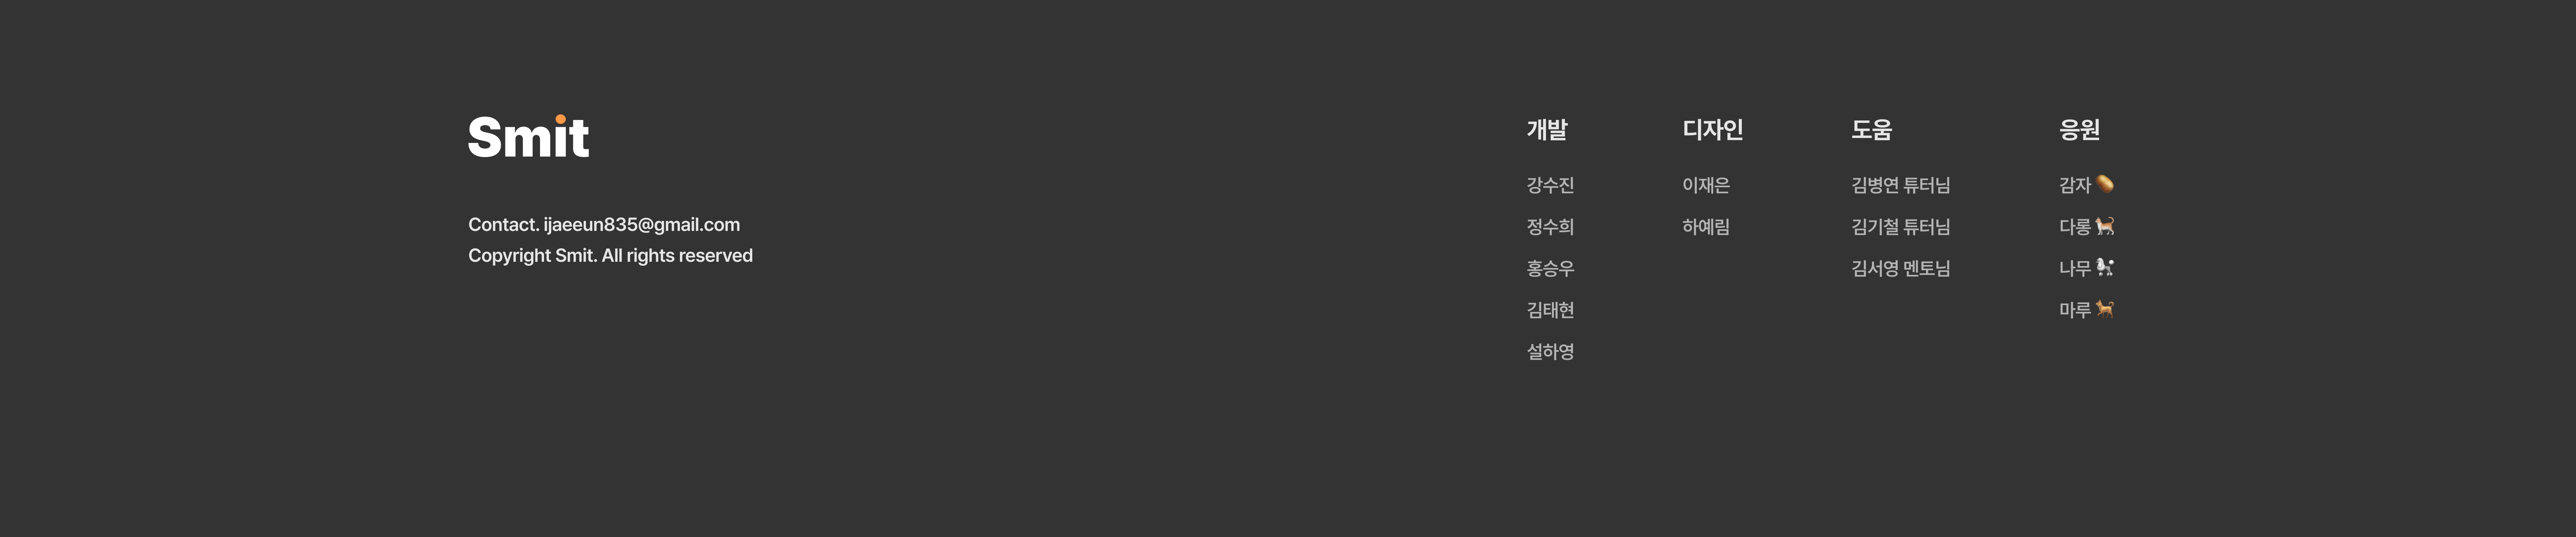 Smit
Contact. ijaeeun835@gmail.com
Copyright Smit. All rights reserved
개발
강수진
정수희
홍승우
김태현
설하영
디자인
이재은
하예림
도움
김병연 튜터님
김기철 튜터님
김서영 멘토님
응원
감자 🥔
다롱 🐈
나무 🐩
마루 🐕